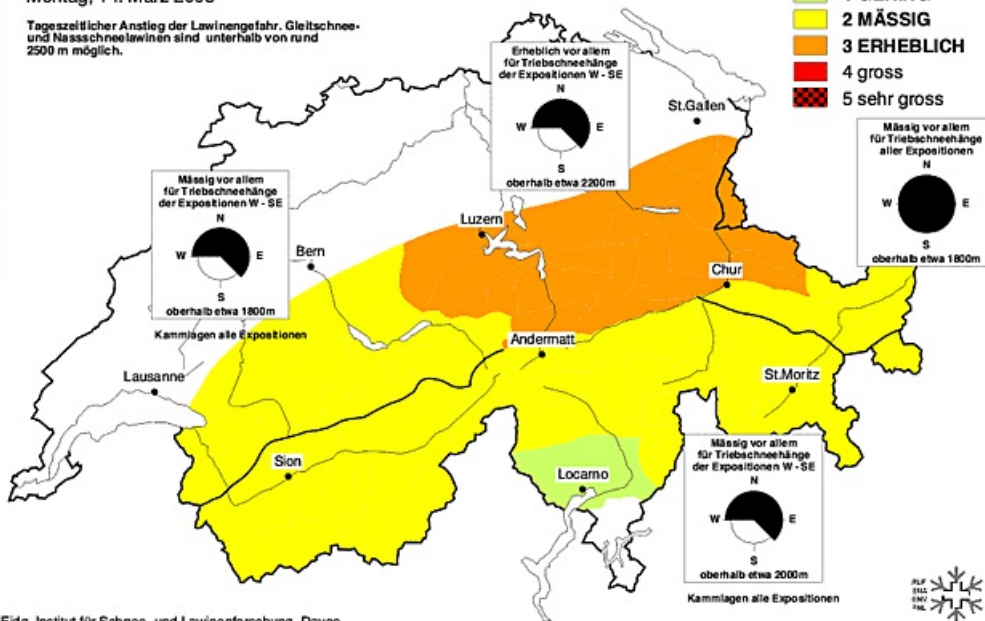 Tageszeitlicher Anstieg der Lawinengefahr. Gleitschnee-
und Nassschneelawinen sind unterhalb von rund
2500 m möglich.
2 MÄSSIG
3 ERHEBLICH
4 gross
5 sehr gross
Erheblich vor allem
für Triebschneehänge
der Expositionen W - SE
N
W E
S
oberhalb etwa 2200m
St.Gallen
Mässig vor allem
für Triebschneehänge
aller Expositionen
N
W E
S
oberhalb etwa 1800m
Mässig vor allem
für Triebschneehänge
der Expositionen W - SE
N
W E
S
oberhalb etwa 1800m
Kammlagen alle Expositionen
Luzern
Bern
Chur
Andermatt
Lausanne
St.Moritz
Sion
Locarno
Mässig vor allem
für Triebschneehänge
der Expositionen W - SE
N
W E
S
oberhalb etwa 2000m
Kammlagen alle Expositionen
SLF